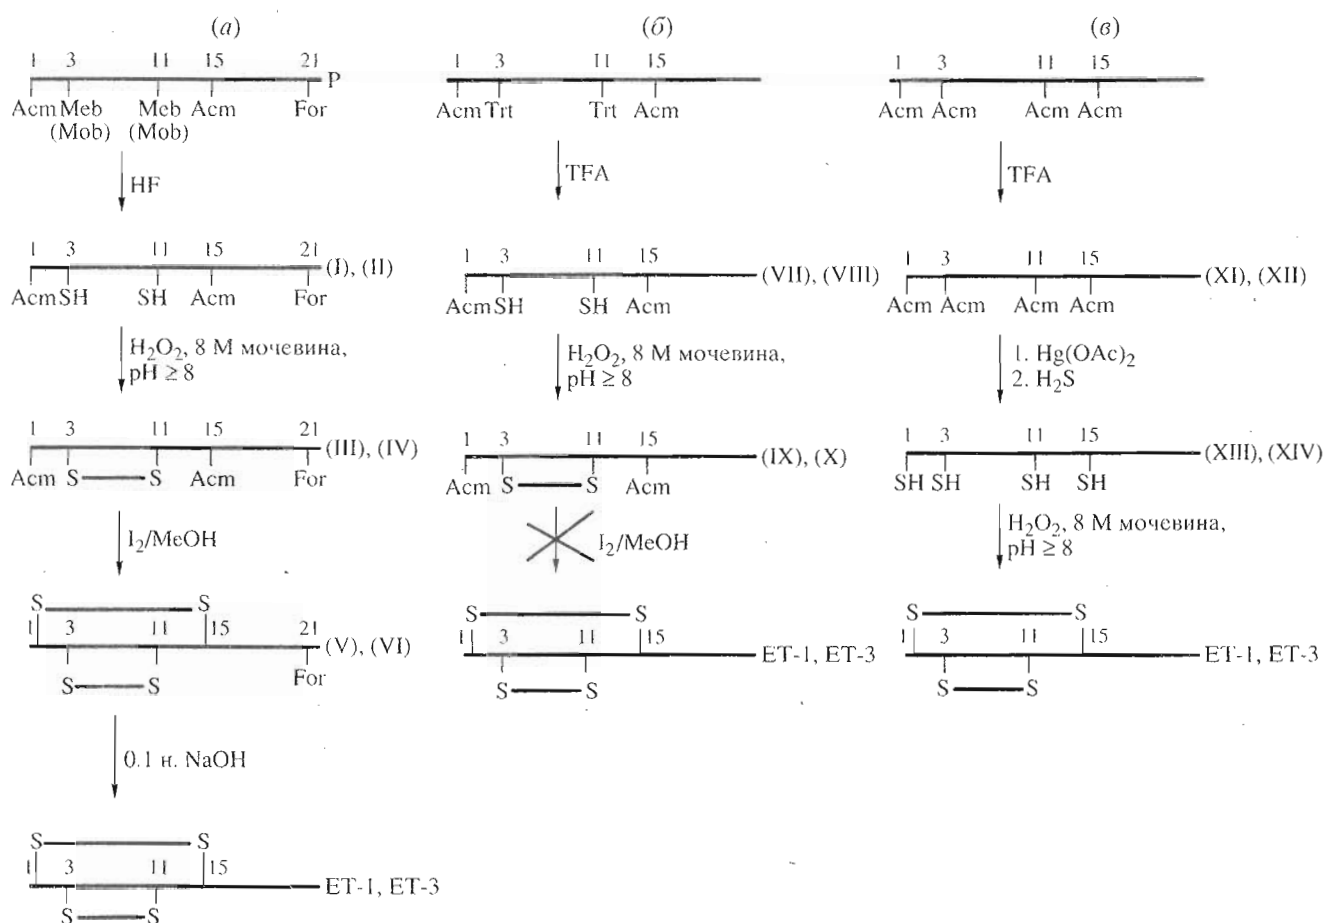 (а)
1 3 11 15 21
P
Acm Meb Meb Acm For
(Mob) (Mob)
HF
1 3 11 15 21
(I), (II)
Acm SH SH Acm For
H₂O₂, 8 М мочевина,
pH ≥ 8
1 3 11 15 21
(III), (IV)
Acm S S Acm For
I₂/MeOH
S S
1 3 11 15 21
(V), (VI)
S S For
0.1 н. NaOH
S S
1 3 11 15
ET-1, ET-3
S S
(б)
1 3 11 15
Acm Trt Trt Acm
TFA
1 3 11 15
(VII), (VIII)
Acm SH SH Acm
H₂O₂, 8 М мочевина,
pH ≥ 8
1 3 11 15
(IX), (X)
Acm S S Acm
I₂/MeOH
S S
1 3 11 15
ET-1, ET-3
S S
(в)
1 3 11 15
Acm Acm Acm Acm
TFA
1 3 11 15
(XI), (XII)
Acm Acm Acm Acm
1. Hg(OAc)₂
2. H₂S
1 3 11 15
(XIII), (XIV)
SH SH SH SH
H₂O₂, 8 М мочевина,
pH ≥ 8
S S
1 3 11 15
ET-1, ET-3
S S